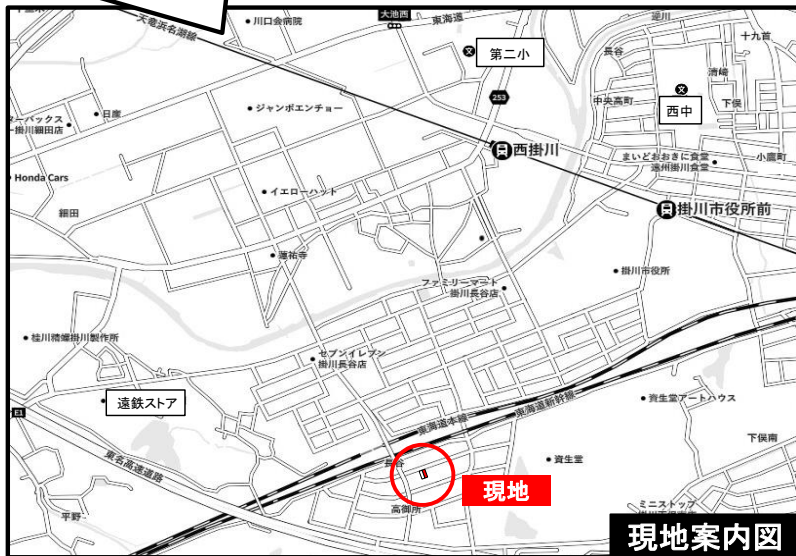 天竜浜名湖線
川口会病院
大池西
東海道
第二小
逆川
長谷
十九首
清崎
中央高町
下俣
西中
253
日産
ジャンボエンチョー
ターバックス
掛川細田店
西掛川
まいどおおきに食堂
遠州掛川食堂
小鷹町
Honda Cars
イエローハット
掛川市役所前
細田
蓮祐寺
掛川市役所
ファミリーマート
掛川長谷店
桂川精螺掛川製作所
セブンイレブン
掛川長谷店
遠鉄ストア
E1
東海道本線
東海道新幹線
資生堂アートハウス
下俣南
東名高速道路
長谷
資生堂
現地
高御所
平野
ミニストップ
現地案内図